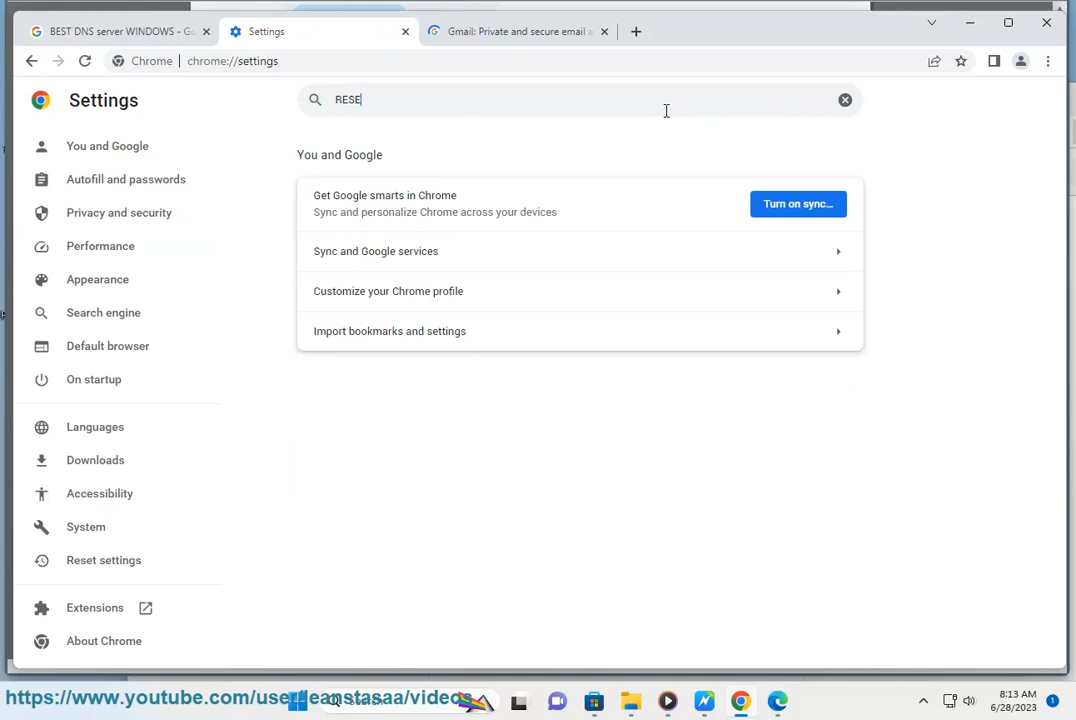 BEST DNS server WINDOWS - Go
Settings
Gmail: Private and secure email a
Chrome
chrome://settings
Settings
RESE
You and Google
Autofill and passwords
Privacy and security
Performance
Appearance
Search engine
Default browser
On startup
Languages
Downloads
Accessibility
System
Reset settings
Extensions
About Chrome
You and Google
Get Google smarts in Chrome
Sync and personalize Chrome across your devices
Turn on sync...
Sync and Google services
Customize your Chrome profile
Import bookmarks and settings
8:13 AM
6/28/2023
1